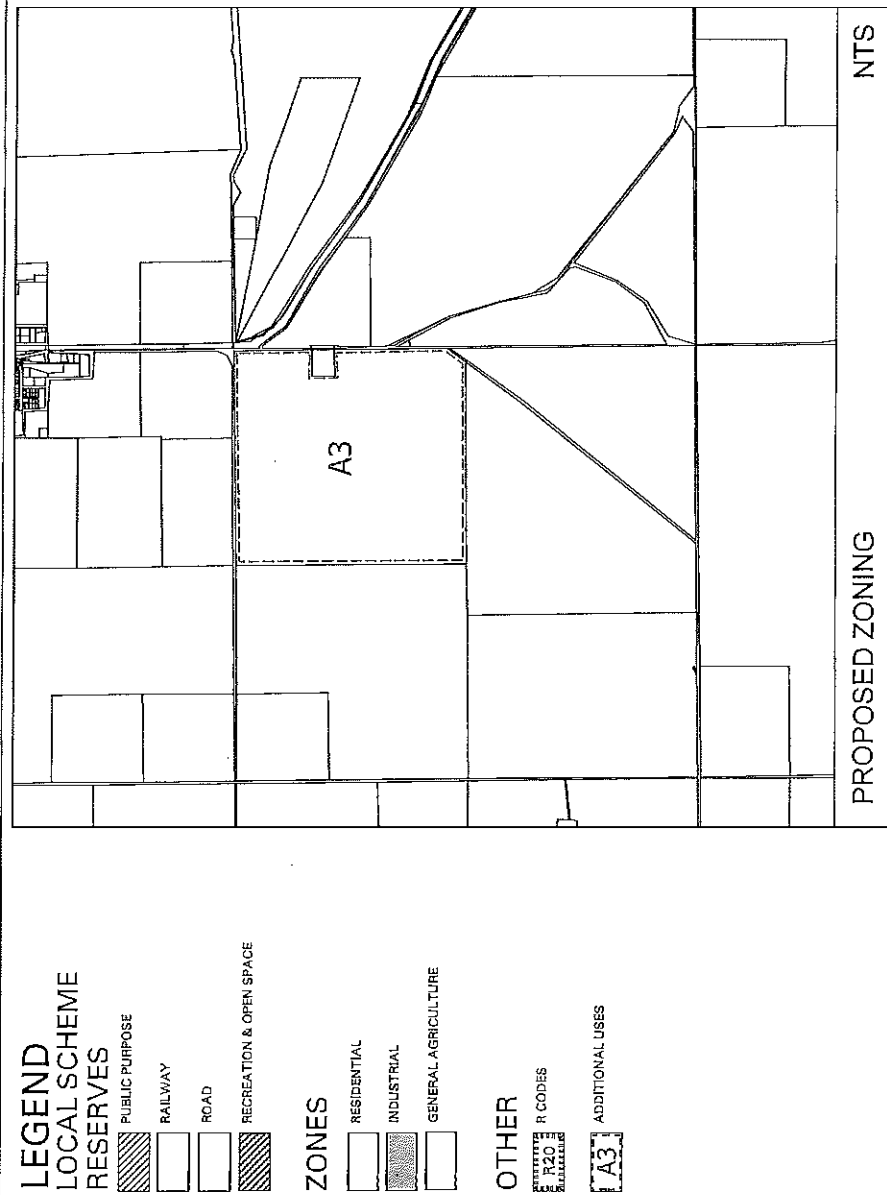 LEGEND
LOCAL SCHEME
RESERVES
PUBLIC PURPOSE
RAILWAY
ROAD
RECREATION & OPEN SPACE
ZONES
RESIDENTIAL
INDUSTRIAL
GENERAL AGRICULTURE
OTHER
R20
R CODES
A3
ADDITIONAL USES
A3
PROPOSED ZONING
NTS